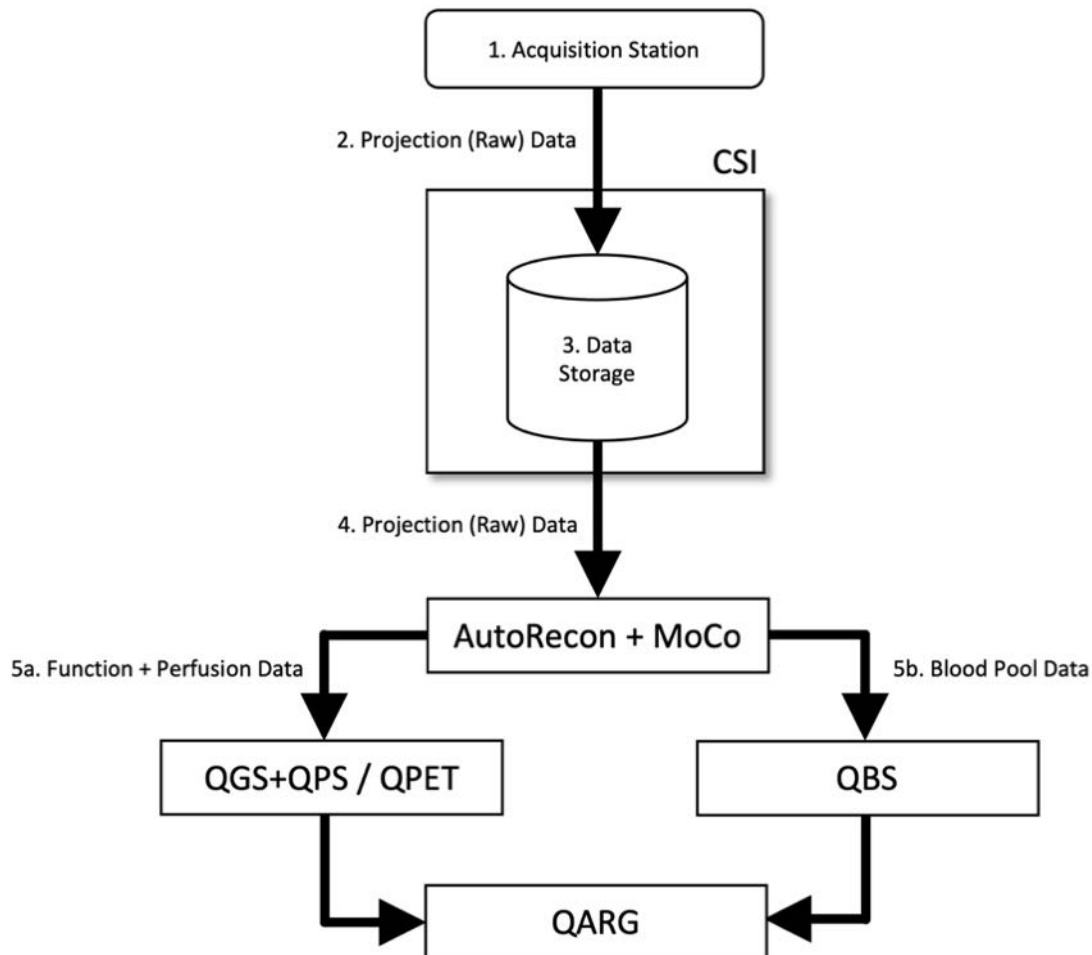 1. Acquisition Station
2. Projection (Raw) Data
CSI
3. Data
Storage
4. Projection (Raw) Data
AutoRecon + MoCo
5a. Function + Perfusion Data
5b. Blood Pool Data
QGS+QPS / QPET
QBS
QARG